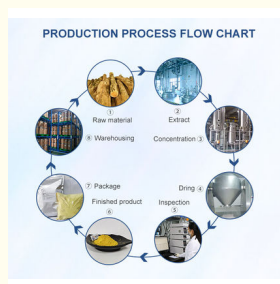 PRODUCTION PROCESS FLOW CHART
① Raw material
② Extract
Concentration ③
Dring ④
Inspection ⑤
Finished product ⑥
⑦ Package
⑧ Warehousing